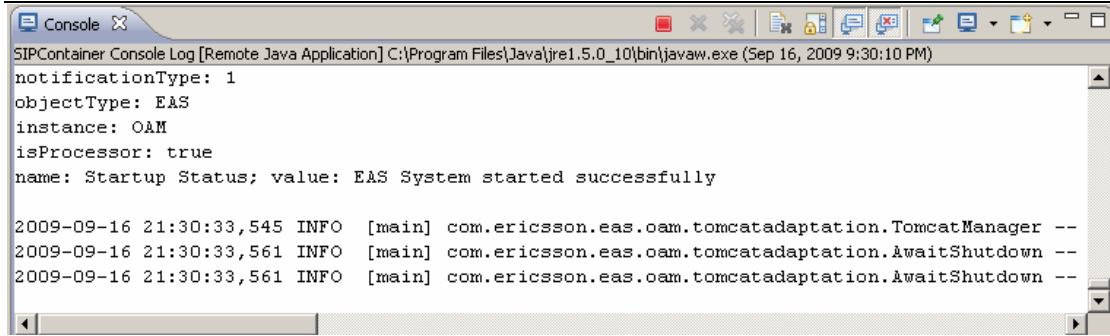 Console
SIPContainer Console Log [Remote Java Application] C:\Program Files\Java\jre1.5.0_10\bin\javaw.exe (Sep 16, 2009 9:30:10 PM)
notificationType: 1
objectType: EAS
instance: OAM
isProcessor: true
name: Startup Status; value: EAS System started successfully
2009-09-16 21:30:33,545 INFO  [main] com.ericsson.eas.oam.tomcatadaptation.TomcatManager --
2009-09-16 21:30:33,561 INFO  [main] com.ericsson.eas.oam.tomcatadaptation.AwaitShutdown --
2009-09-16 21:30:33,561 INFO  [main] com.ericsson.eas.oam.tomcatadaptation.AwaitShutdown --